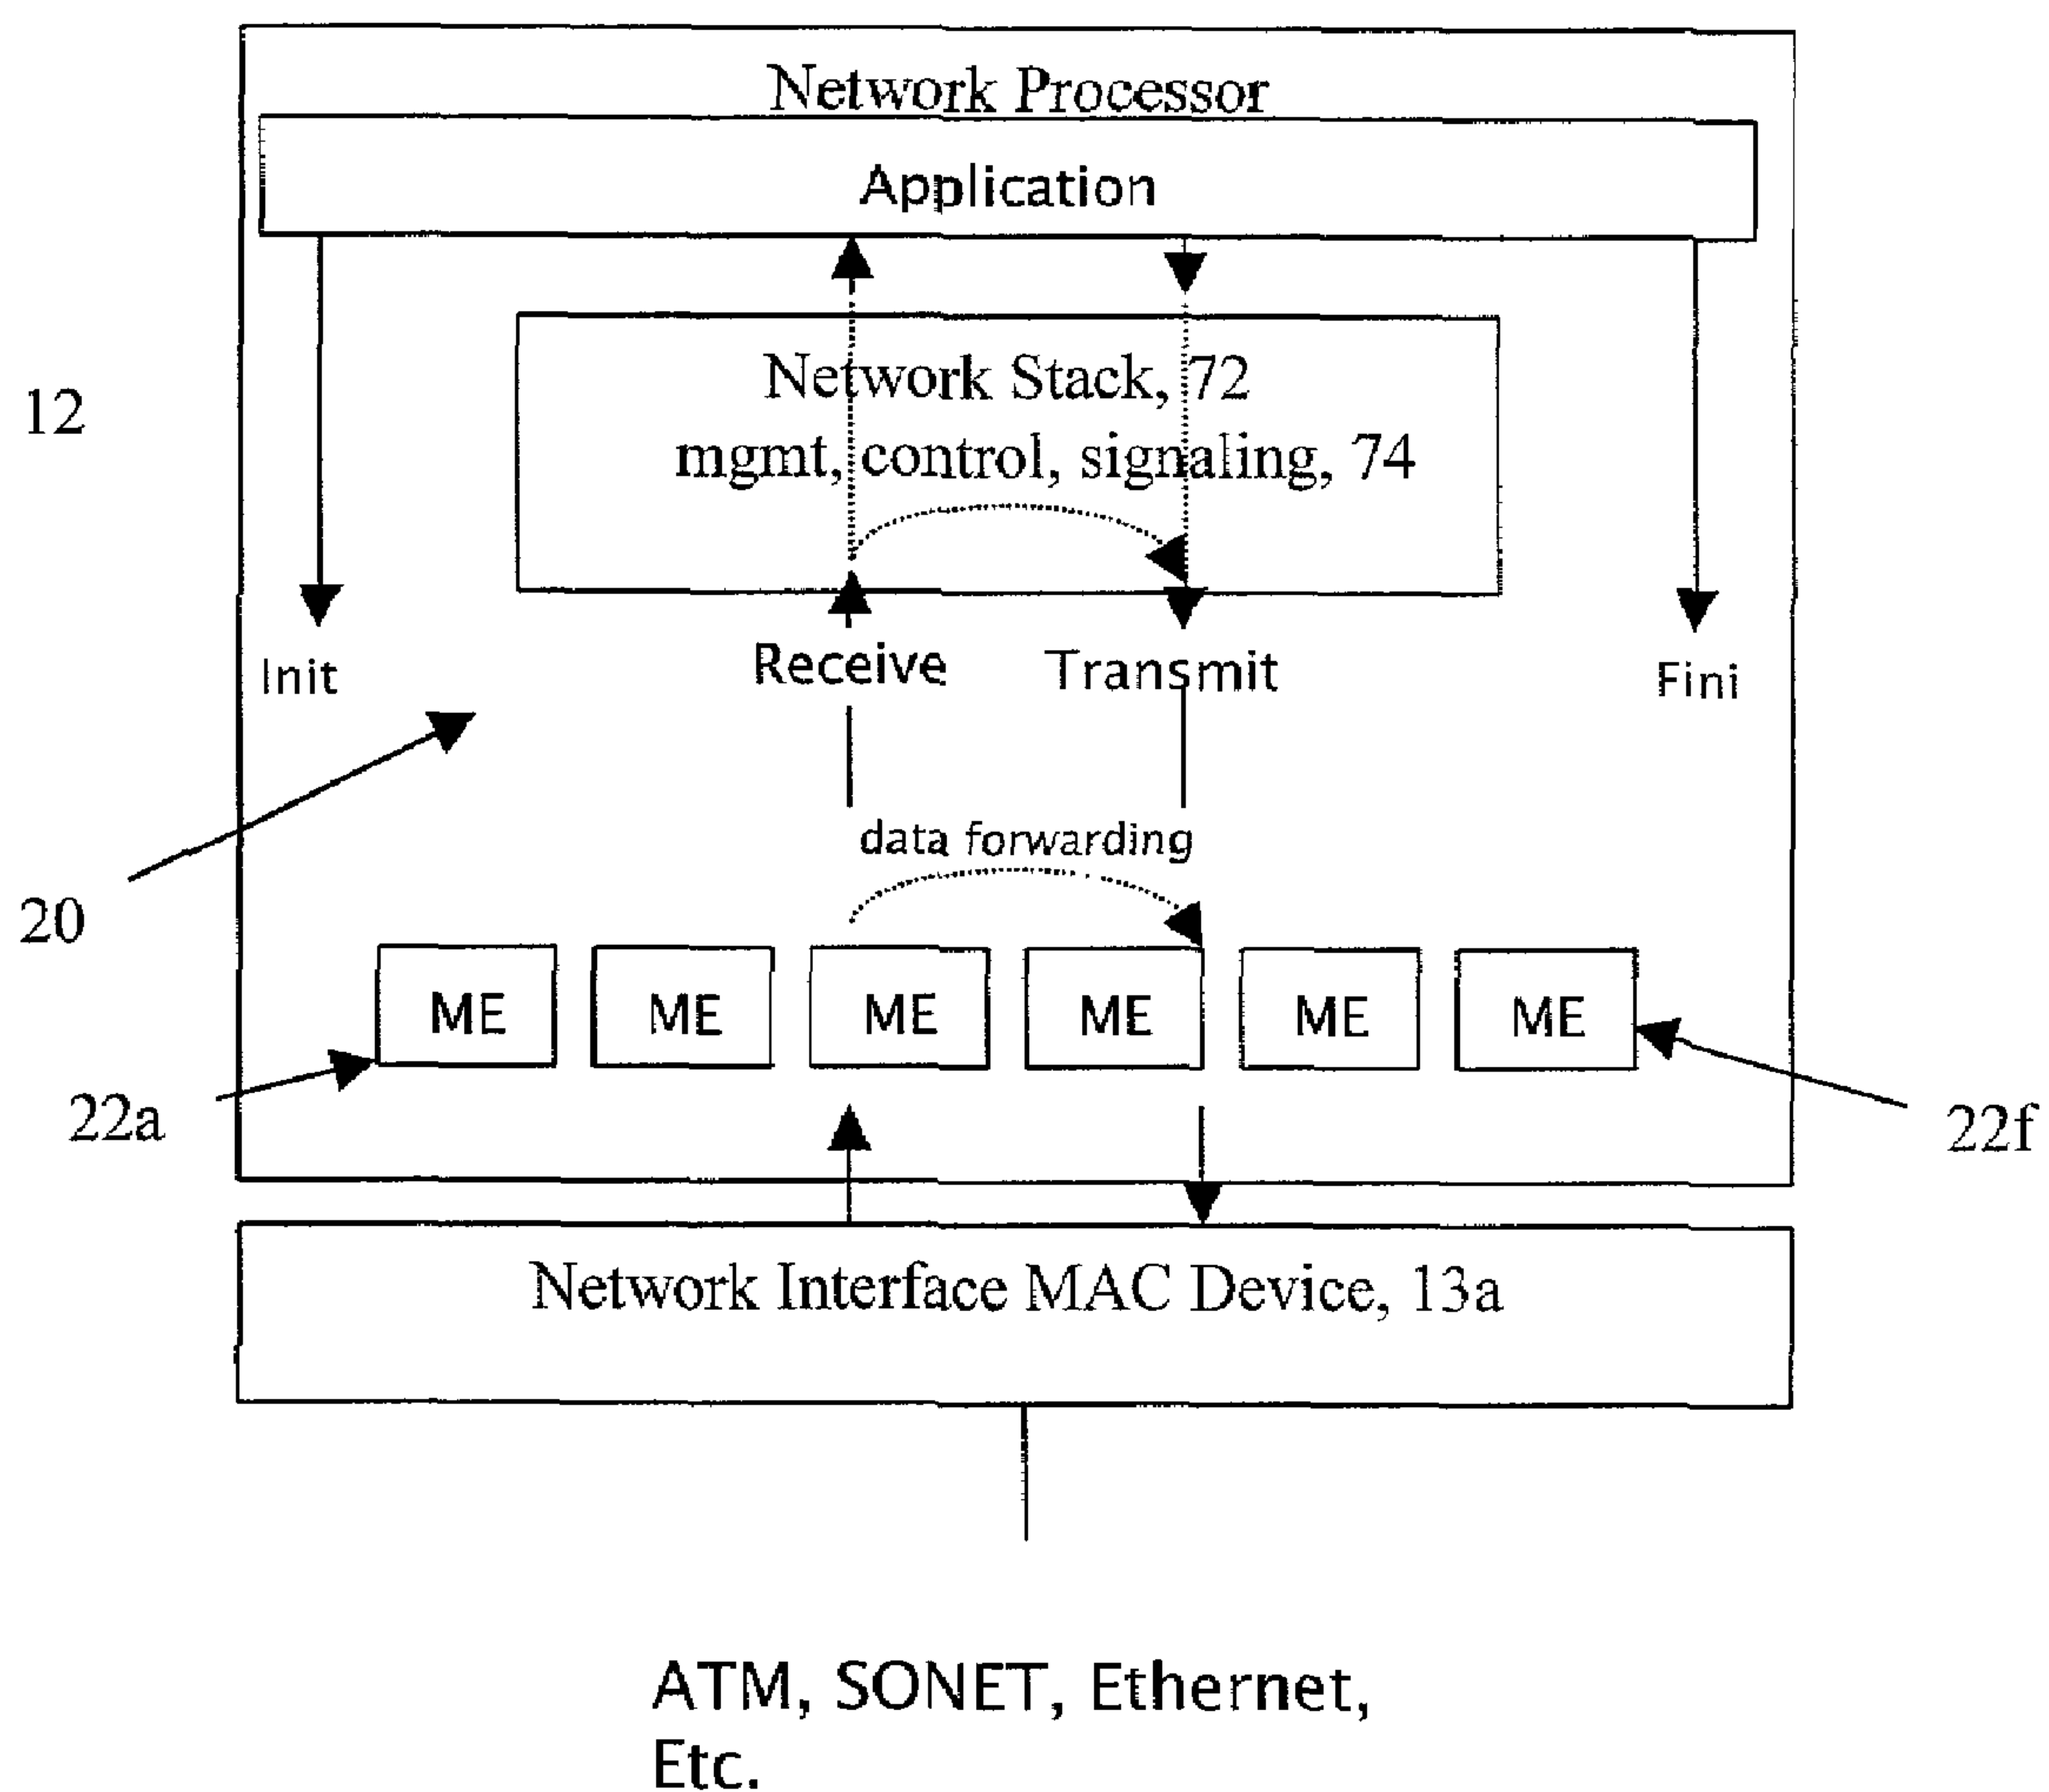 Network Processor
Application
Network Stack, 72
12
mgmt, control, signaling, 74
Init
Receive
Transmit
Fini
data forwarding
20
ME
ME
ME
ME
ME
ME
22a
22f
Network Interface MAC Device, 13a
ATM, SONET, Ethernet,
Etc.